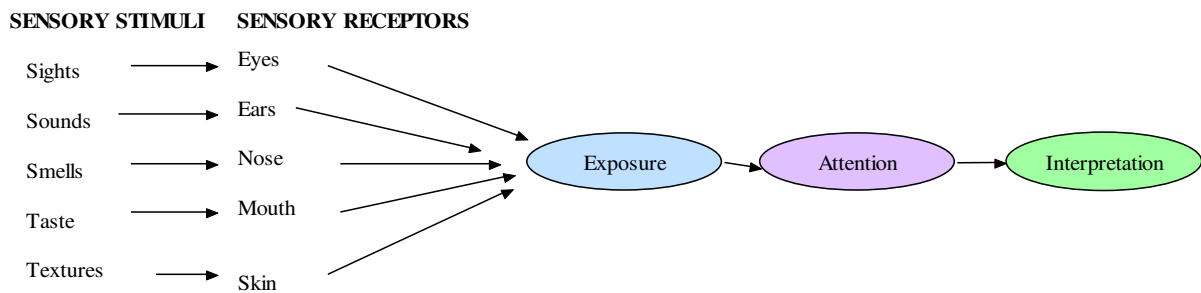 SENSORY STIMULI SENSORY RECEPTORS
Sights Eyes
Sounds Ears
Smells Nose
Taste Mouth
Textures Skin
Exposure Attention Interpretation